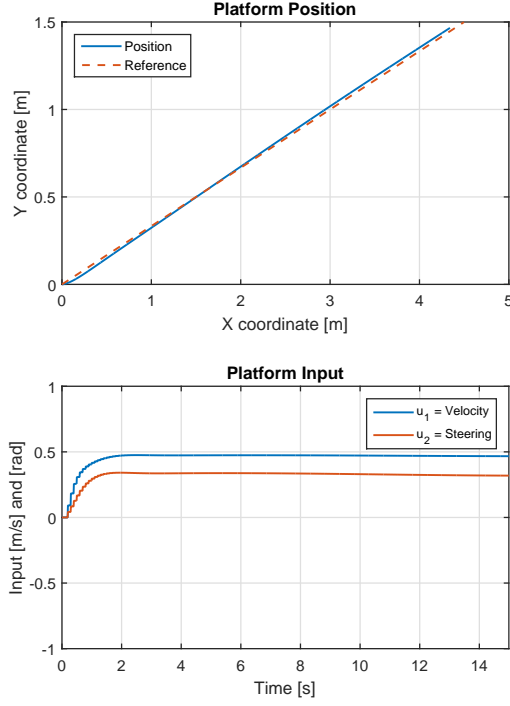 Platform Position
1.5
Position
Reference
1
0.5
0
Y coordinate [m]
0 1 2 3 4 5
X coordinate [m]
Platform Input
1
u1 = Velocity
u2 = Steering
0.5
0
-0.5
-1
Input [m/s] and [rad]
0 2 4 6 8 10 12 14
Time [s]